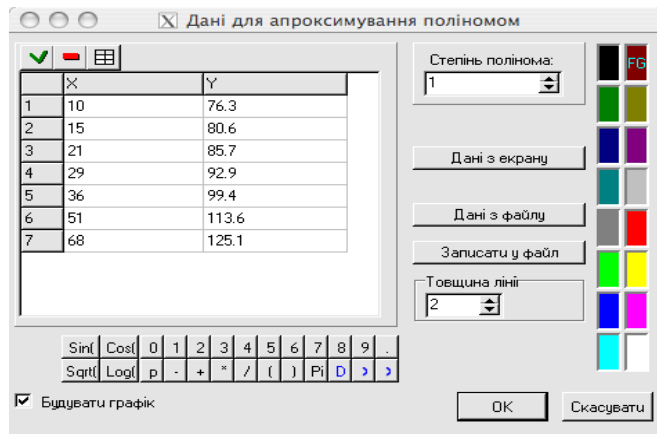 Дані для апроксимування поліномом
X Y
1 10 76.3
2 15 80.6
3 21 85.7
4 29 92.9
5 36 99.4
6 51 113.6
7 68 125.1
Степінь полінома:
1
FG
Дані з екрану
Дані з файлу
Записати у файл
Товщина лінії
2
Sin( Cos( 0 1 2 3 4 5 6 7 8 9 .
Sqrt( Log( p - + * / ( ) Pi D
Будувати графік
OK Скасувати